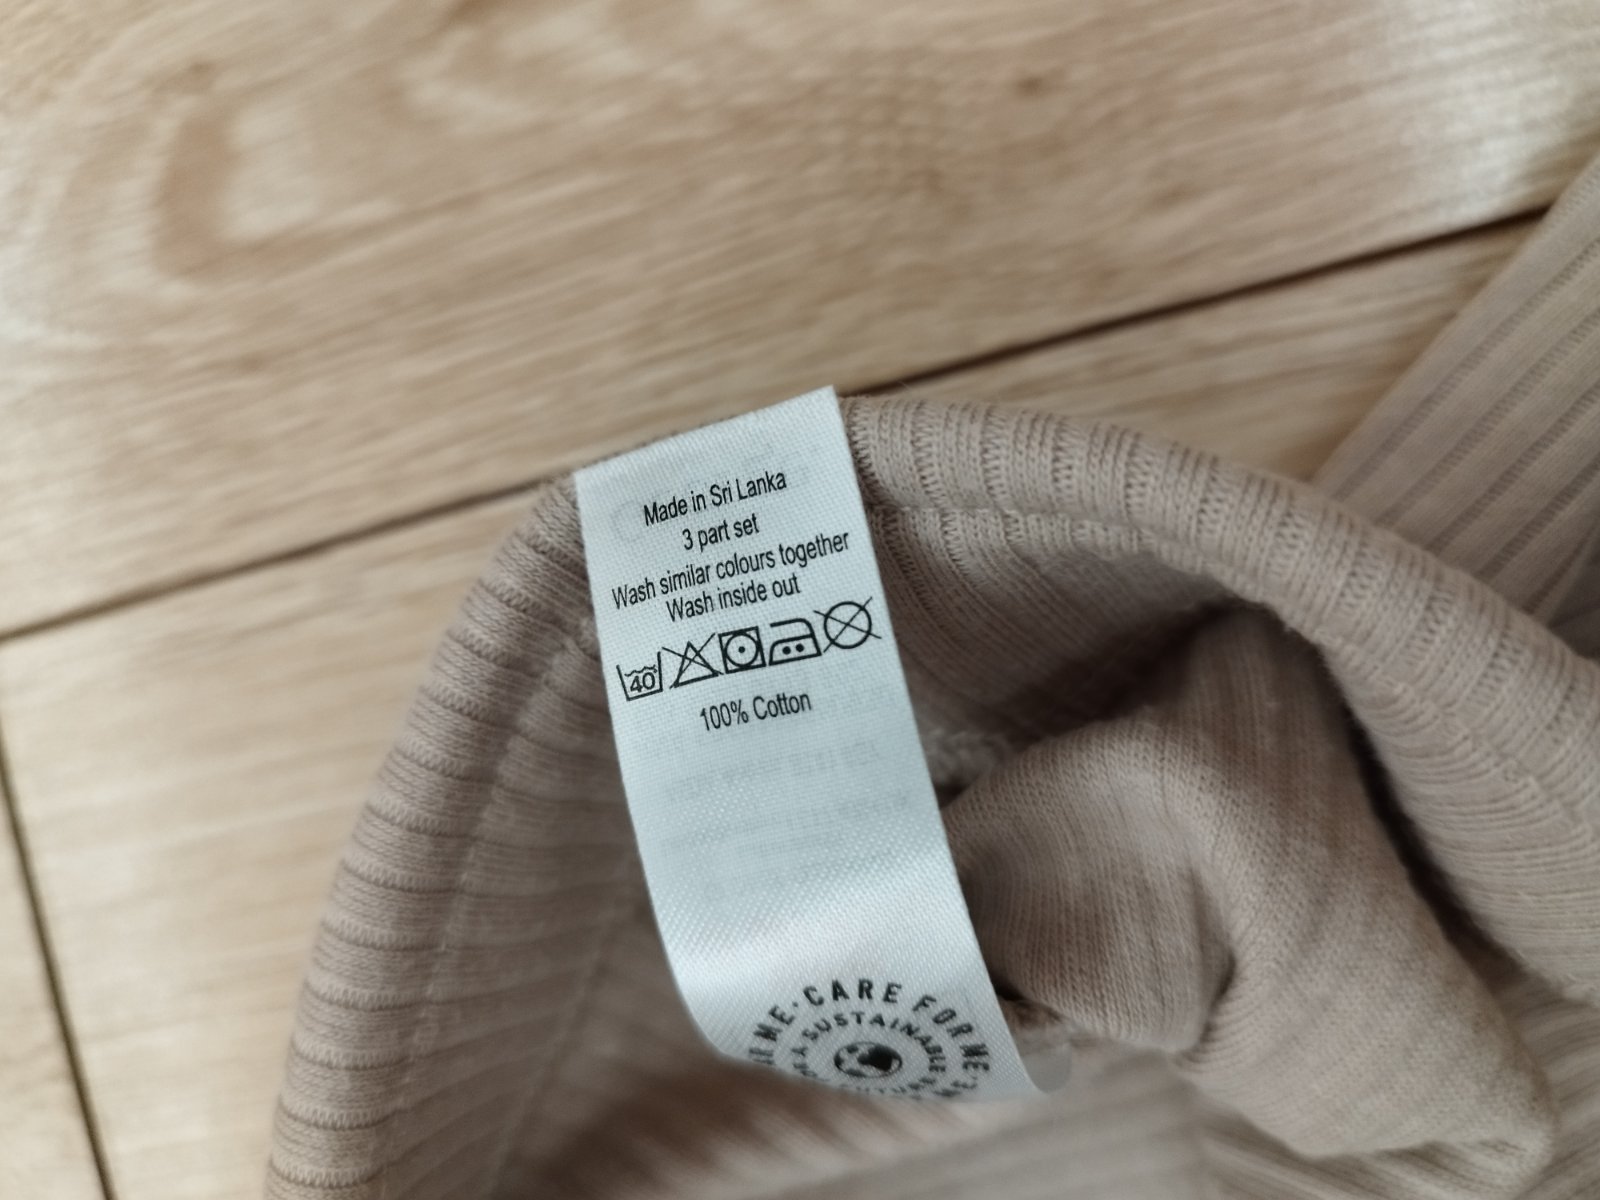 Made in Sri Lanka
3 part set
Wash similar colours together
Wash inside out
40
100% Cotton
ME·CARE FOR ME·
SUSTAINABLE